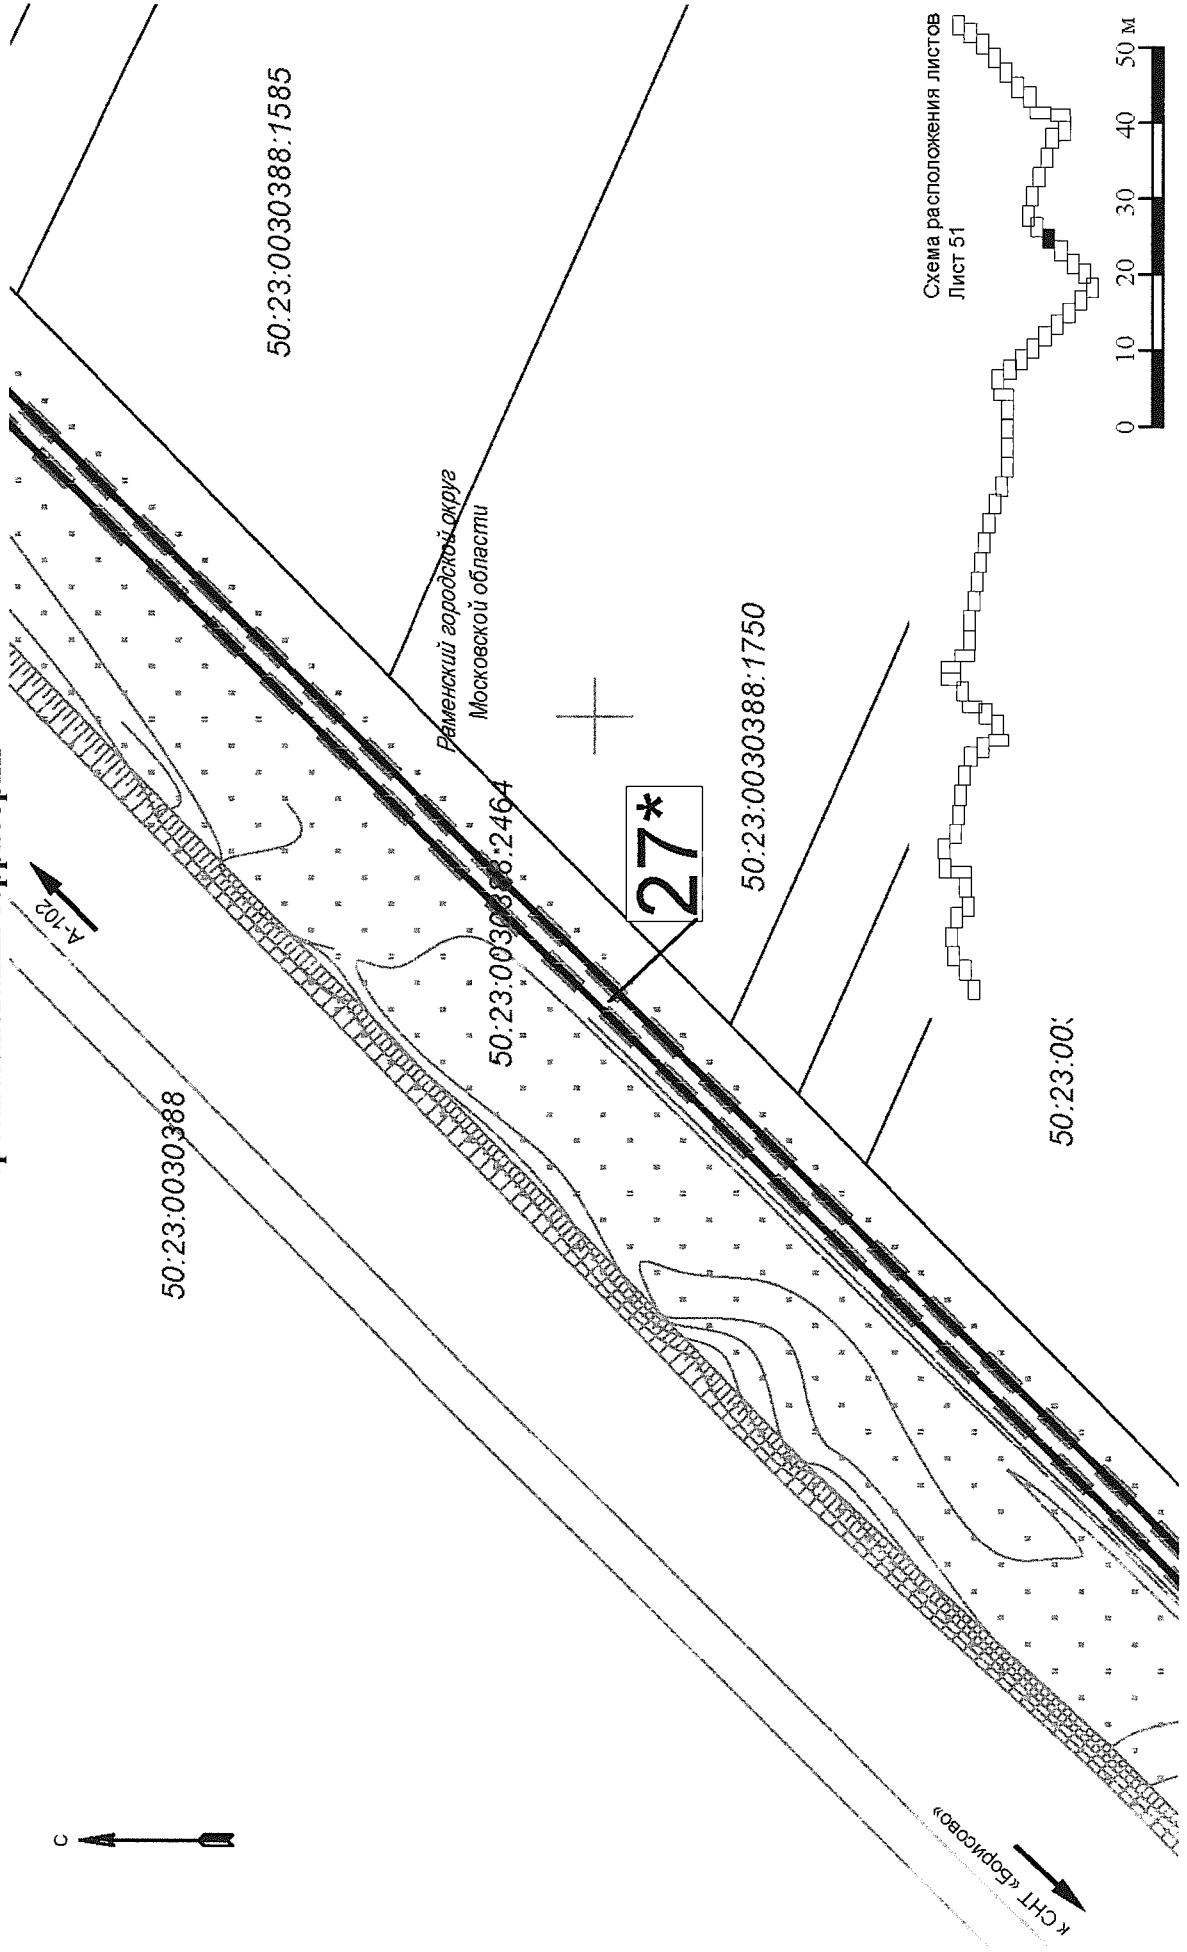 50:23:0030388:1585
Раменский городской округ
Московской области
50:23:0030388:2464
27*
50:23:0030388:1750
50:23:00
50:23:0030388
А-102
С
к СНТ «Борисово»
Схема расположения листов
Лист 51
0 10 20 30 40 50 м